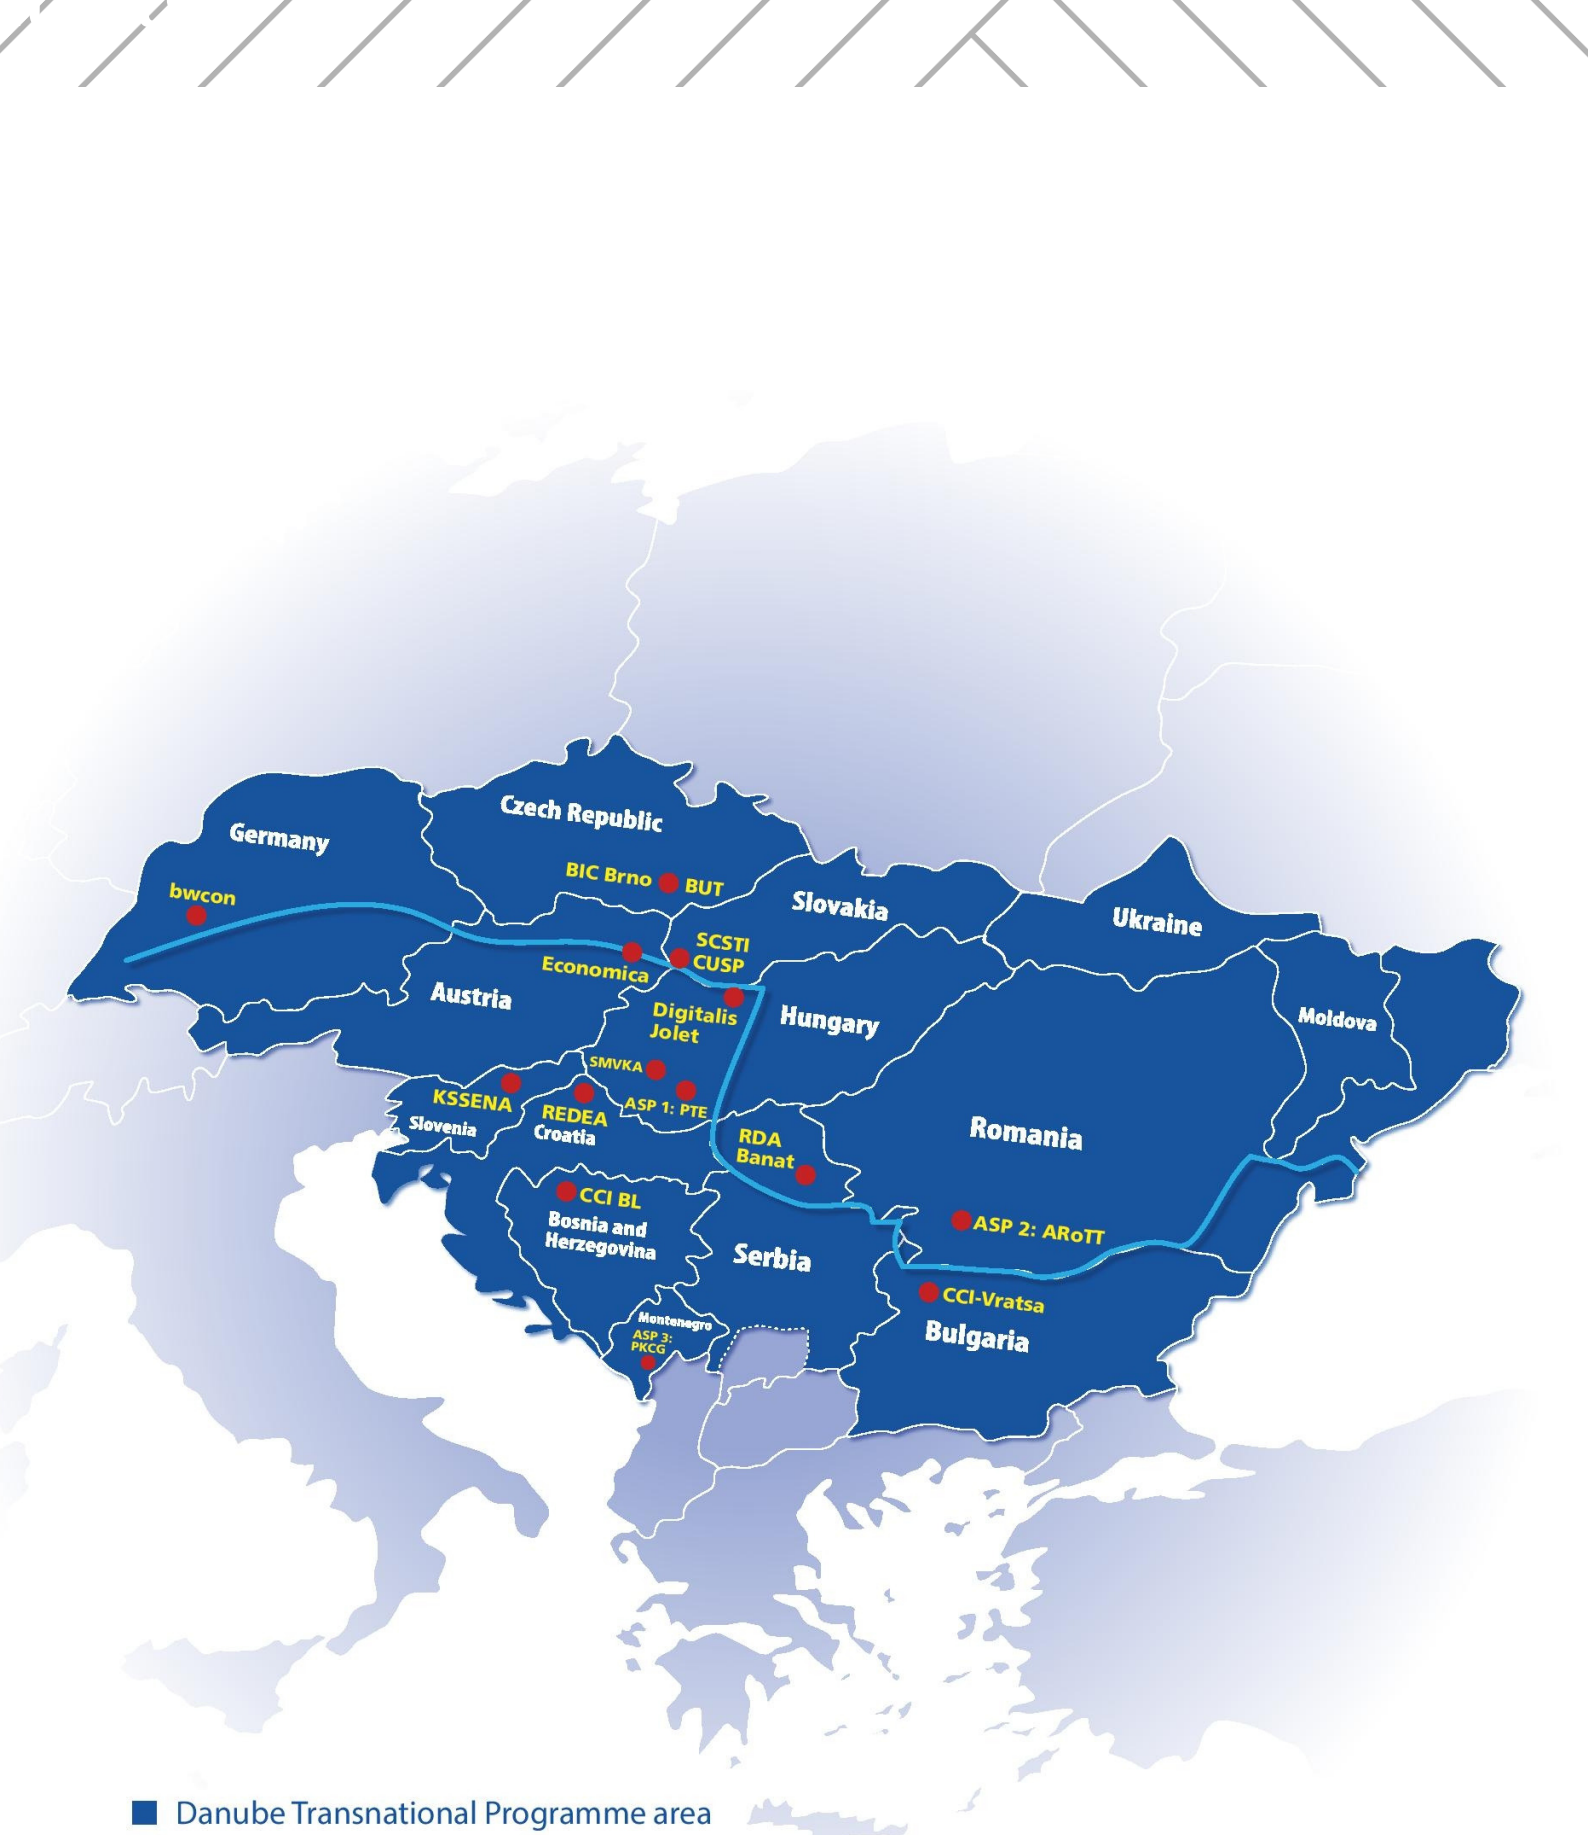 Czech Republic
Germany
BIC Brno
BUT
bwcon
Slovakia
Ukraine
SCSTI
CUSP
Economica
Austria
Digitalis
Jolet
Hungary
Moldova
SMVKA
KSSENA
ASP 1: PTE
REDEA
Slovenia
Croatia
RDA
Banat
Romania
CCI BL
Bosnia and
Herzegovina
ASP 2: ARoTT
Serbia
CCI-Vratsa
Montenegro
ASP 3:
PKCG
Bulgaria
Danube Transnational Programme area